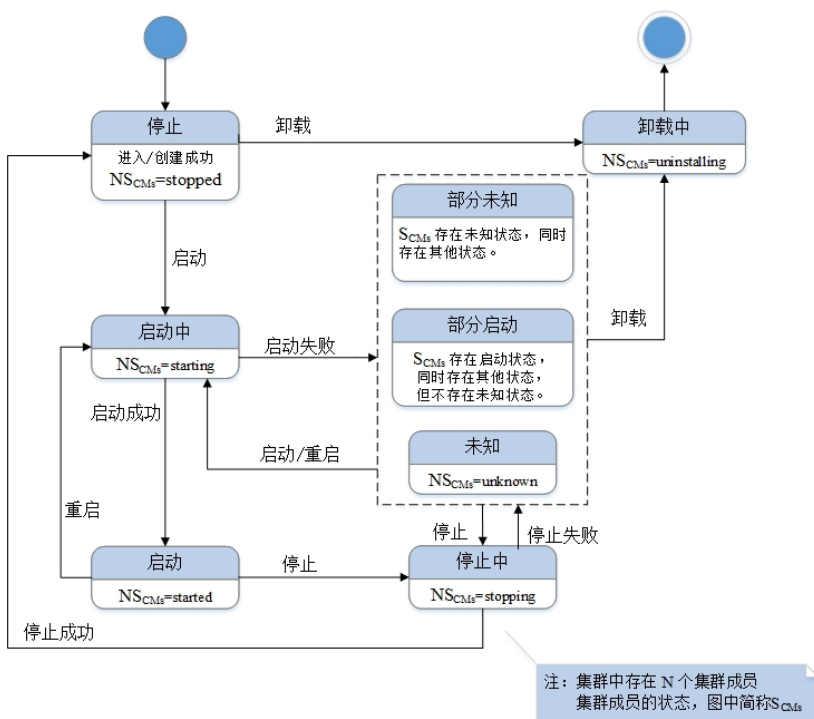 停止
进入/创建成功
NSCMs=stopped
卸载
卸载中
NSCMs=uninstalling
部分未知
SCMs 存在未知状态，同时
存在其他状态。
启动
启动中
NSCMs=starting
启动失败
部分启动
SCMs 存在启动状态，
同时存在其他状态，
但不存在未知状态。
卸载
启动成功
启动/重启
未知
NSCMs=unknown
重启
停止
停止失败
启动
NSCMs=started
停止
停止中
NSCMs=stopping
停止成功
注：集群中存在 N 个集群成员
集群成员的状态，图中简称SCMs